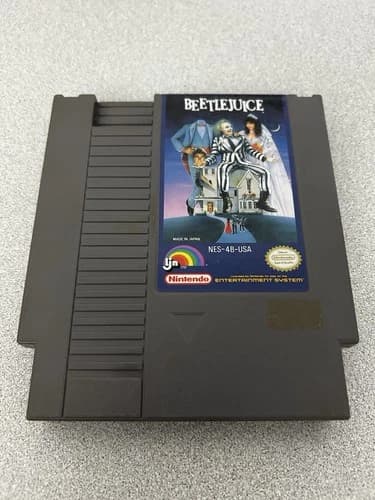 BEETLEJUICE
MADE IN JAPAN
NES-4B-USA
ljn
Nintendo
ENTERTAINMENT SYSTEM